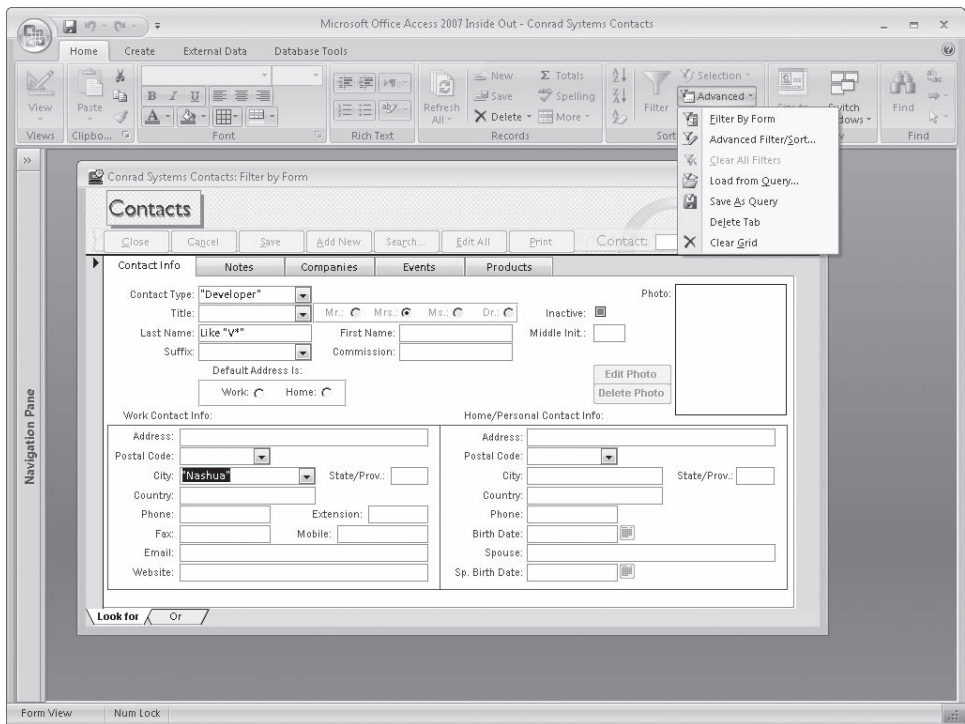 Microsoft Office Access 2007 Inside Out - Conrad Systems Contacts
Home Create External Data Database Tools
View
Views
Paste
Clipbo...
B I U
A
Font
Rich Text
Refresh All
New
Save
Delete
Totals
Spelling
More
Records
Filter
Selection
Advanced
Sort
Switch
Find
Find
Filter By Form
Advanced Filter/Sort...
Clear All Filters
Load from Query...
Save As Query
Delete Tab
Clear Grid
Navigation Pane
Conrad Systems Contacts: Filter by Form
Contacts
Close Cancel Save Add New Search... Edit All Print Contact:
Contact Info Notes Companies Events Products
Contact Type: "Developer" Photo:
Title: Mr.: Mrs.: Ms.: Dr.: Inactive:
Last Name: Like "V*" First Name: Middle Init.:
Suffix: Commission:
Default Address Is:
Work: Home:
Edit Photo
Delete Photo
Work Contact Info:
Address:
Postal Code:
City: "Nashua" State/Prov.:
Country:
Phone: Extension:
Fax: Mobile:
Email:
Website:
Home/Personal Contact Info:
Address:
Postal Code:
City: State/Prov.:
Country:
Phone:
Birth Date:
Spouse:
Sp. Birth Date:
Look for Or
Form View Num Lock